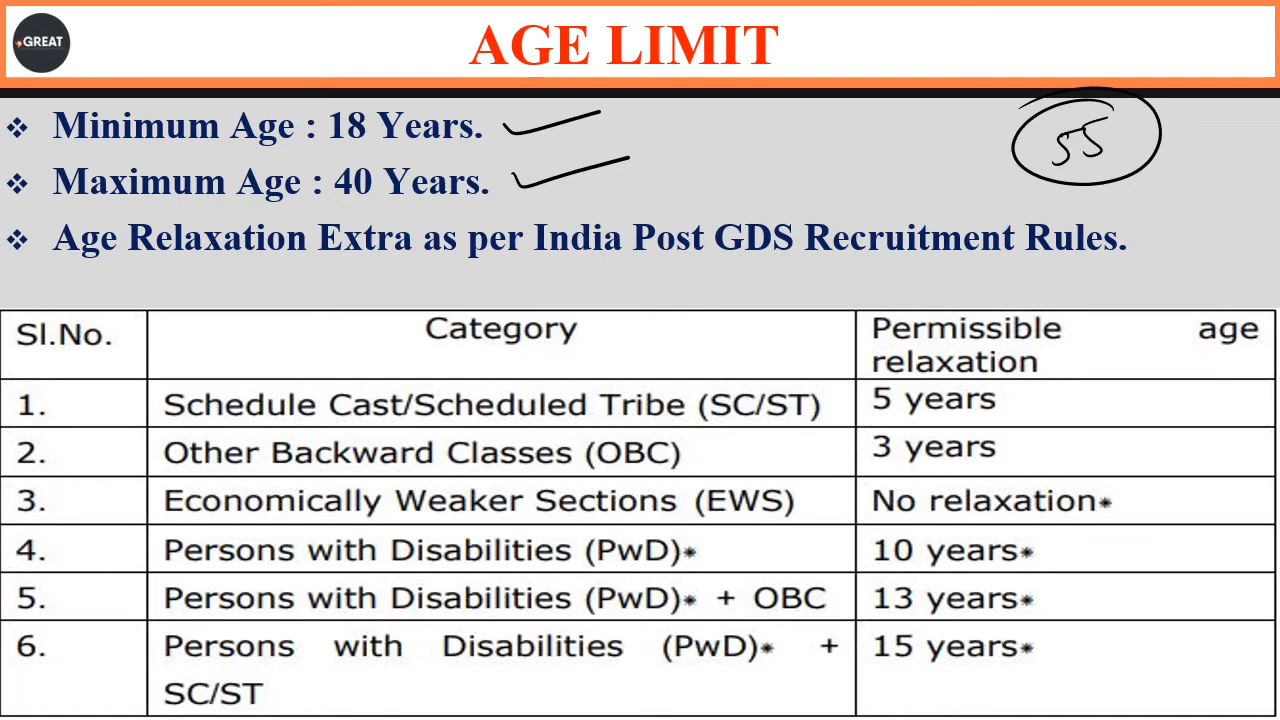 GREAT
AGE LIMIT
❖ Minimum Age : 18 Years.
❖ Maximum Age : 40 Years.
55
❖ Age Relaxation Extra as per India Post GDS Recruitment Rules.
Sl.No. Category Permissible age
relaxation
1. Schedule Cast/Scheduled Tribe (SC/ST) 5 years
2. Other Backward Classes (OBC) 3 years
3. Economically Weaker Sections (EWS) No relaxation*
4. Persons with Disabilities (PwD)* 10 years*
5. Persons with Disabilities (PwD)* + OBC 13 years*
6. Persons with Disabilities (PwD)* + 15 years*
SC/ST